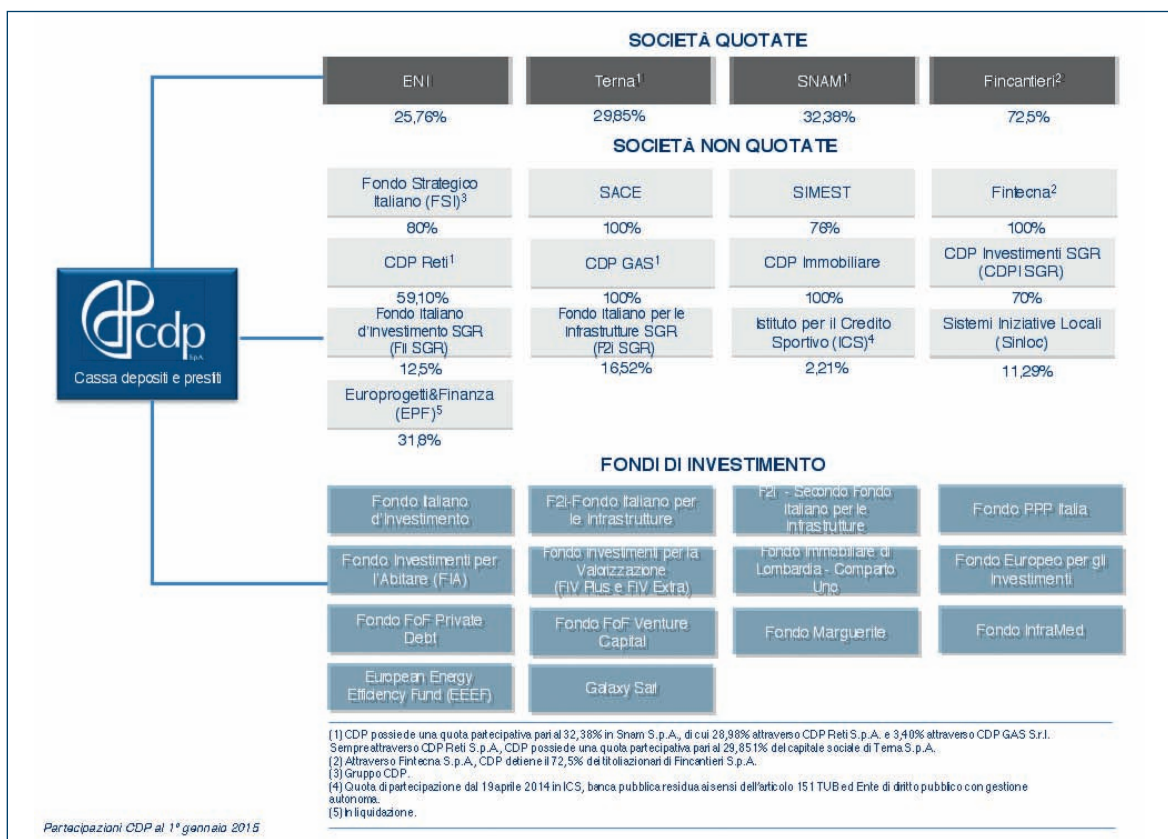 SOCIETÀ QUOTATE
ENI
Terna¹
SNAM¹
Fincantieri²
25,76%
29,85%
32,38%
72,5%
SOCIETÀ NON QUOTATE
Fondo Strategico
Italiano (FSI)³
SACE
SIMEST
Fintecna²
80%
100%
76%
100%
CDP Reti¹
CDP GAS¹
CDP Immobiliare
CDP Investimenti SGR
(CDPI SGR)
59,10%
100%
100%
70%
Fondo Italiano
d'Investimento SGR
(FII SGR)
Fondo Italiano per le
Infrastrutture SGR
(F2i SGR)
Istituto per il Credito
Sportivo (ICS)⁴
Sistemi Iniziative Locali
(Sinloc)
12,5%
16,52%
2,21%
11,29%
Europrogetti&Finanza
(EPF)⁵
31,8%
cdp
S.p.A.
Cassa depositi e prestiti
FONDI DI INVESTIMENTO
Fondo Italiano
d'Investimento
F2i-Fondo Italiano per
le Infrastrutture
F2i - Secondo Fondo
Italiano per le
Infrastrutture
Fondo PPP Italia
Fondo Investimenti per
l'Abitare (FIA)
Fondo Investimenti per la
Valorizzazione
(FIV Plus e FIV Extra)
Fondo Immobiliare di
Lombardia - Comparto
Uno
Fondo Europeo per gli
Investimenti
Fondo FoF Private
Debt
Fondo FoF Venture
Capital
Fondo Marguerite
Fondo InfraMed
European Energy
Efficiency Fund (EEEF)
Galaxy Sarl
(1) CDP possiede una quota partecipativa pari al 32,38% in Snam S.p.A., di cui 28,98% attraverso CDP Reti S.p.A. e 3,40% attraverso CDP GAS S.r.l.
Sempre attraverso CDP Reti S.p.A., CDP possiede una quota partecipativa pari al 29,851% del capitale sociale di Terna S.p.A.
(2) Attraverso Fintecna S.p.A., CDP detiene il 72,5% dei titoli azionari di Fincantieri S.p.A.
(3) Gruppo CDP.
(4) Quota di partecipazione dal 19 aprile 2014 in ICS, banca pubblica residua ai sensi dell'articolo 151 TUB ed Ente di diritto pubblico con gestione
autonoma.
(5) In liquidazione.
Partecipazioni CDP al 1° gennaio 2015